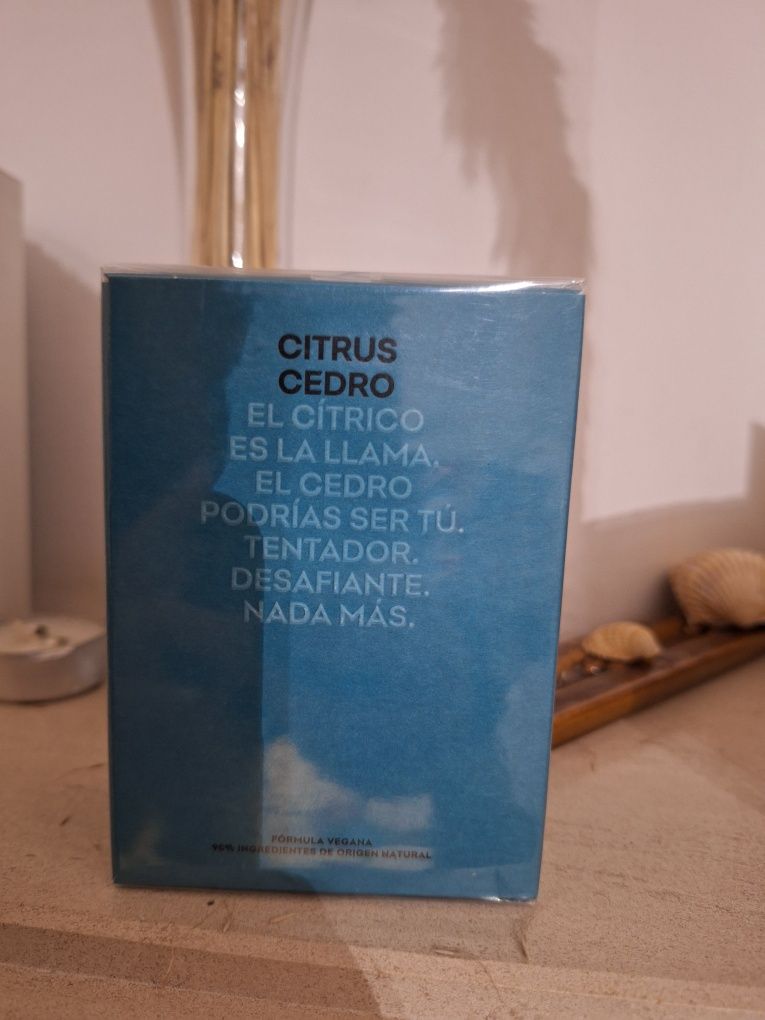 CITRUS
CEDRO
EL CÍTRICO
ES LA LLAMA.
EL CEDRO
PODRÍAS SER TÚ.
TENTADOR.
DESAFIANTE.
NADA MÁS.
FÓRMULA VEGANA
INGREDIENTES DE ORIGEN NATURAL